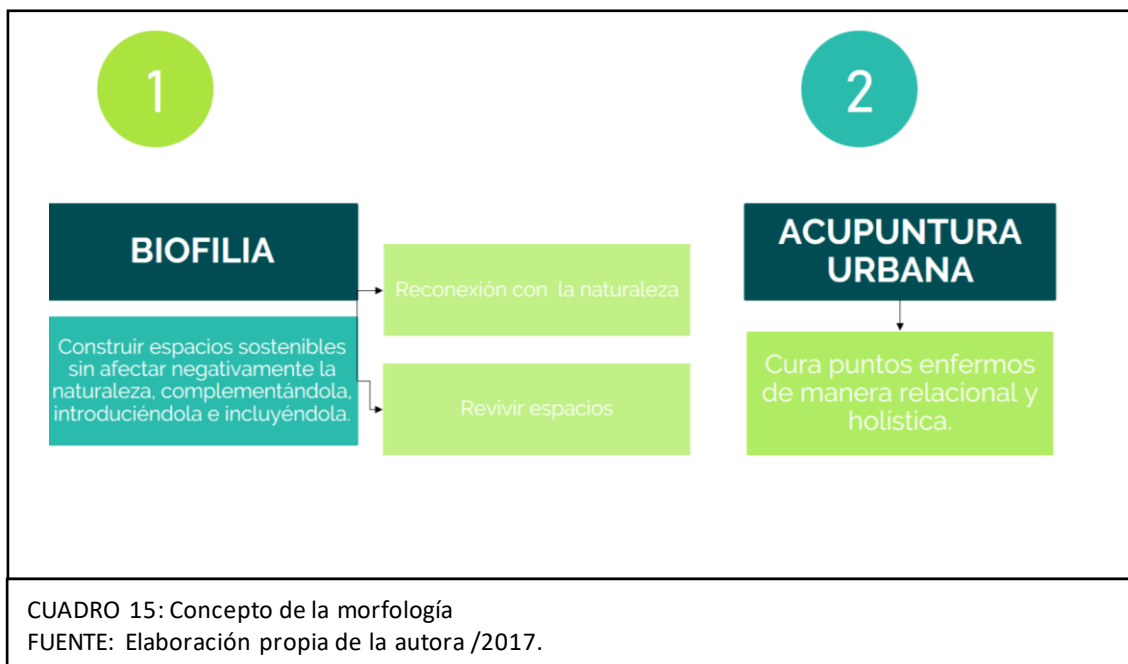 1
BIOFILIA
Construir espacios sostenibles
sin afectar negativamente la
naturaleza, complementándola,
introduciéndola e incluyéndola.
Reconexión con la naturaleza
Revivir espacios
2
ACUPUNTURA
URBANA
Cura puntos enfermos
de manera relacional y
holística.
CUADRO 15: Concepto de la morfología
FUENTE: Elaboración propia de la autora /2017.